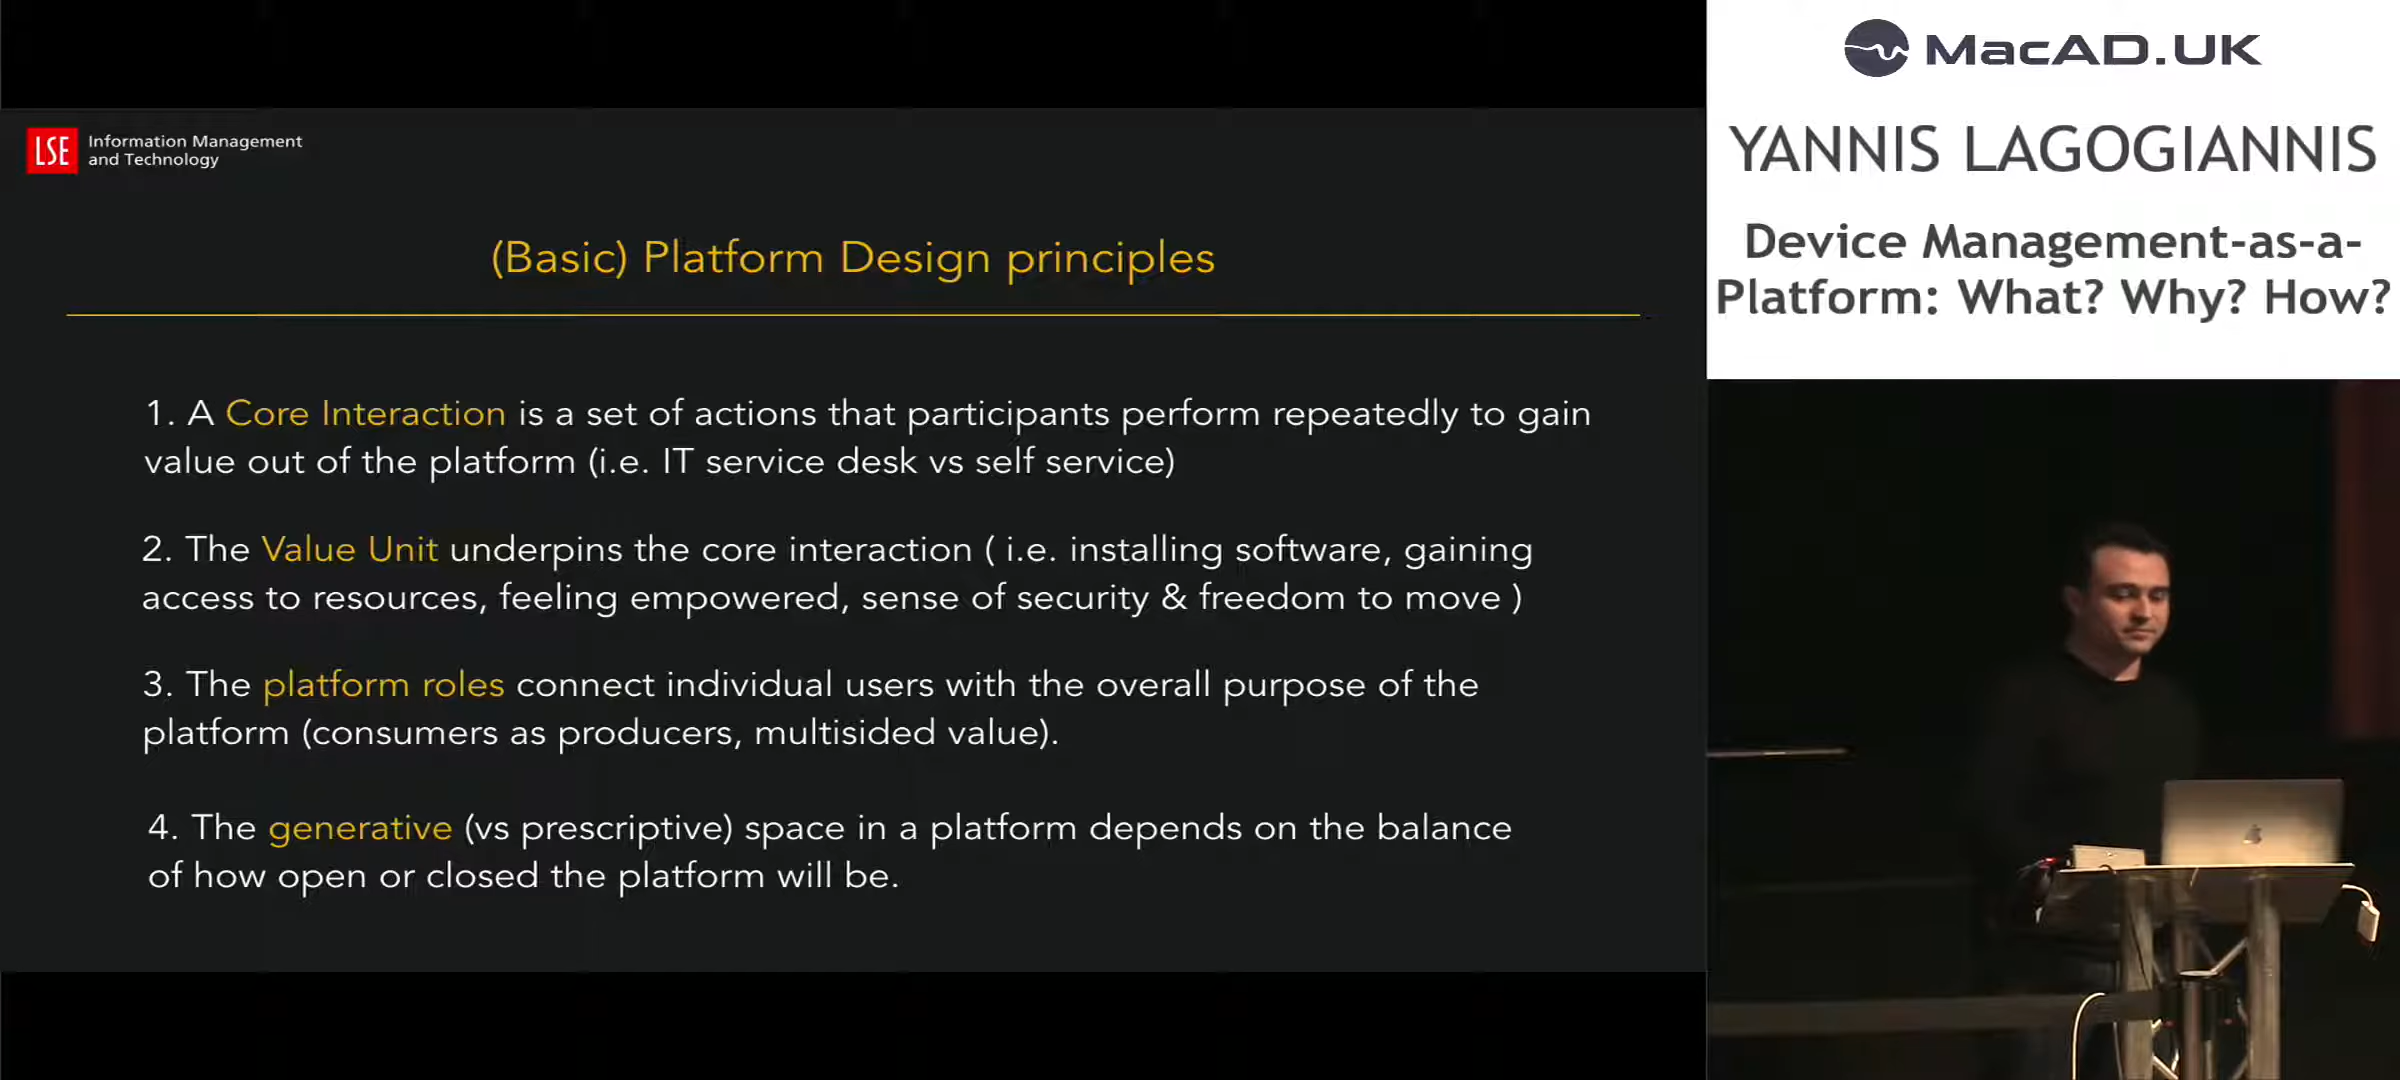 LSE
Information Management
and Technology
(Basic) Platform Design principles
1. A Core Interaction is a set of actions that participants perform repeatedly to gain
value out of the platform (i.e. IT service desk vs self service)
2. The Value Unit underpins the core interaction ( i.e. installing software, gaining
access to resources, feeling empowered, sense of security & freedom to move )
3. The platform roles connect individual users with the overall purpose of the
platform (consumers as producers, multisided value).
4. The generative (vs prescriptive) space in a platform depends on the balance
of how open or closed the platform will be.
MacAD.UK
YANNIS LAGOGIANNIS
Device Management-as-a-
Platform: What? Why? How?